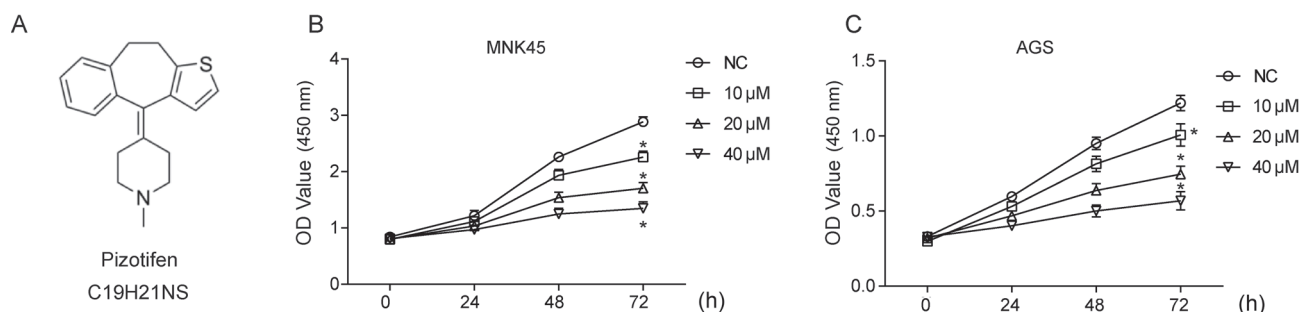 A
S
N
Pizotifen
C19H21NS
B
MNK45
OD Value (450 nm)
4
3
2
1
0
0 24 48 72 (h)
NC
10 μM
20 μM
40 μM
*
*
*
C
AGS
OD Value (450 nm)
1.5
1.0
0.5
0.0
0 24 48 72 (h)
NC
10 μM
20 μM
40 μM
*
*
*